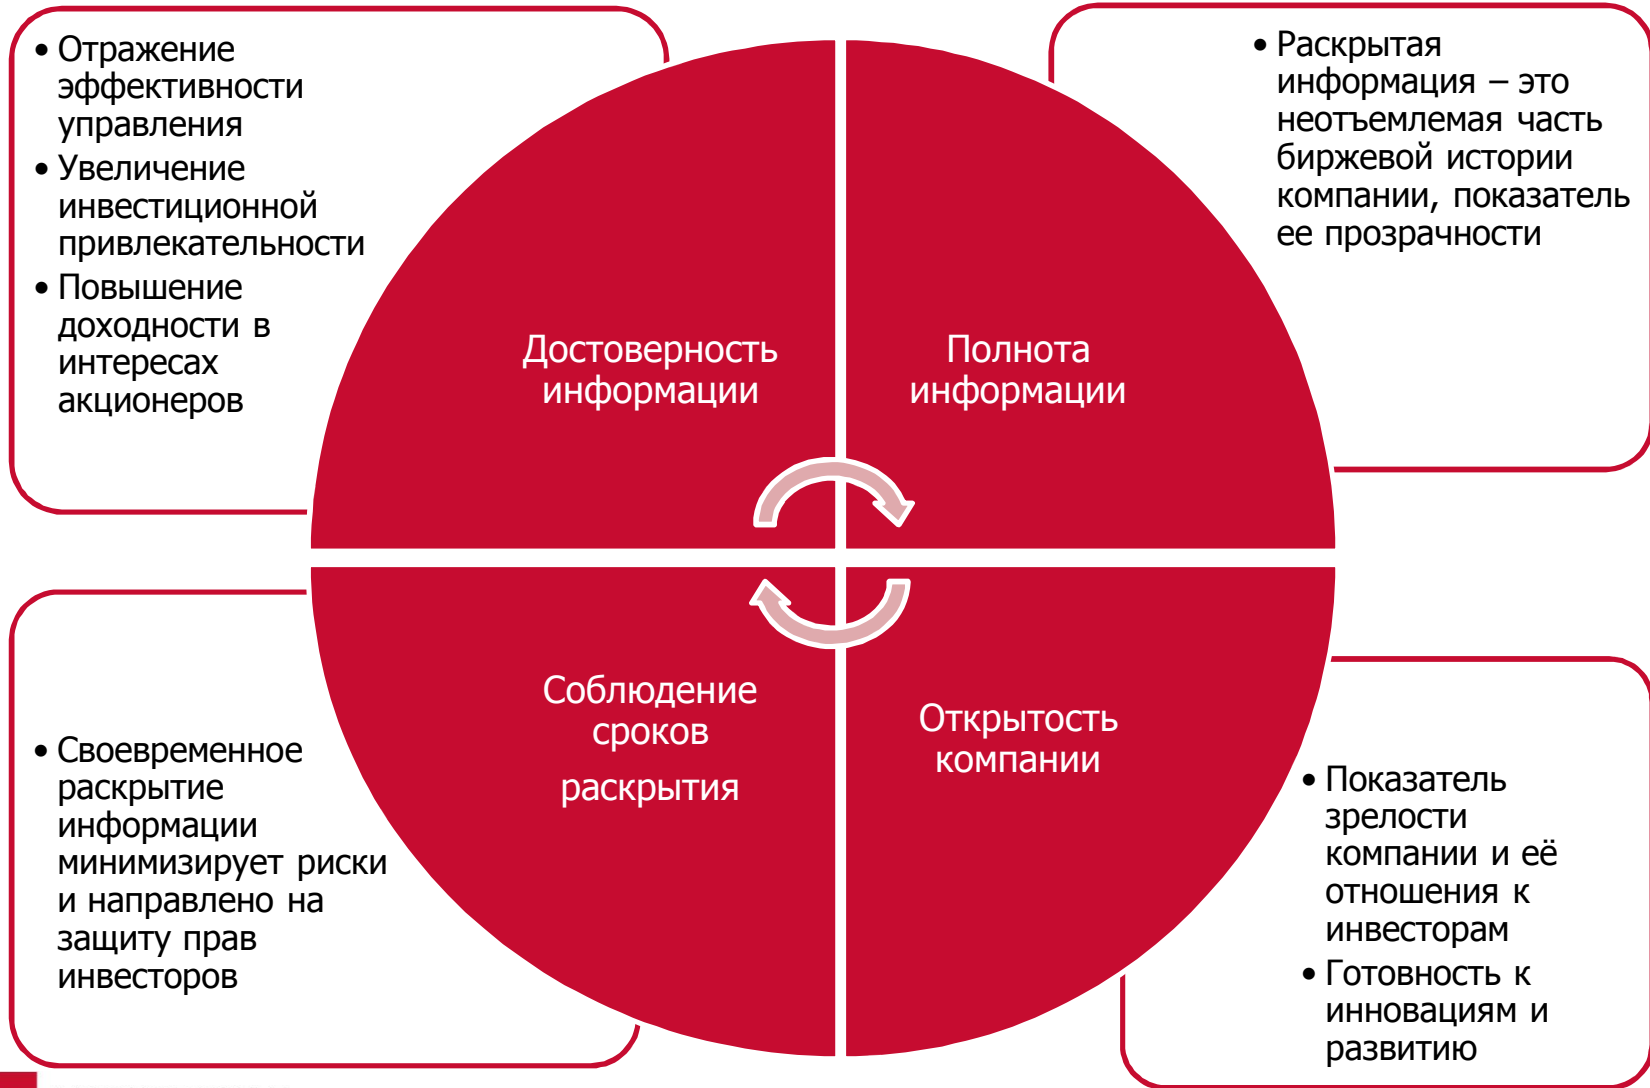 • Отражение
эффективности
управления
• Увеличение
инвестиционной
привлекательности
• Повышение
доходности в
интересах
акционеров
• Раскрытая
информация – это
неотъемлемая часть
биржевой истории
компании, показатель
ее прозрачности
Достоверность
информации
Полнота
информации
Соблюдение
сроков
раскрытия
Открытость
компании
• Своевременное
раскрытие
информации
минимизирует риски
и направлено на
защиту прав
инвесторов
• Показатель
зрелости
компании и её
отношения к
инвесторам
• Готовность к
инновациям и
развитию